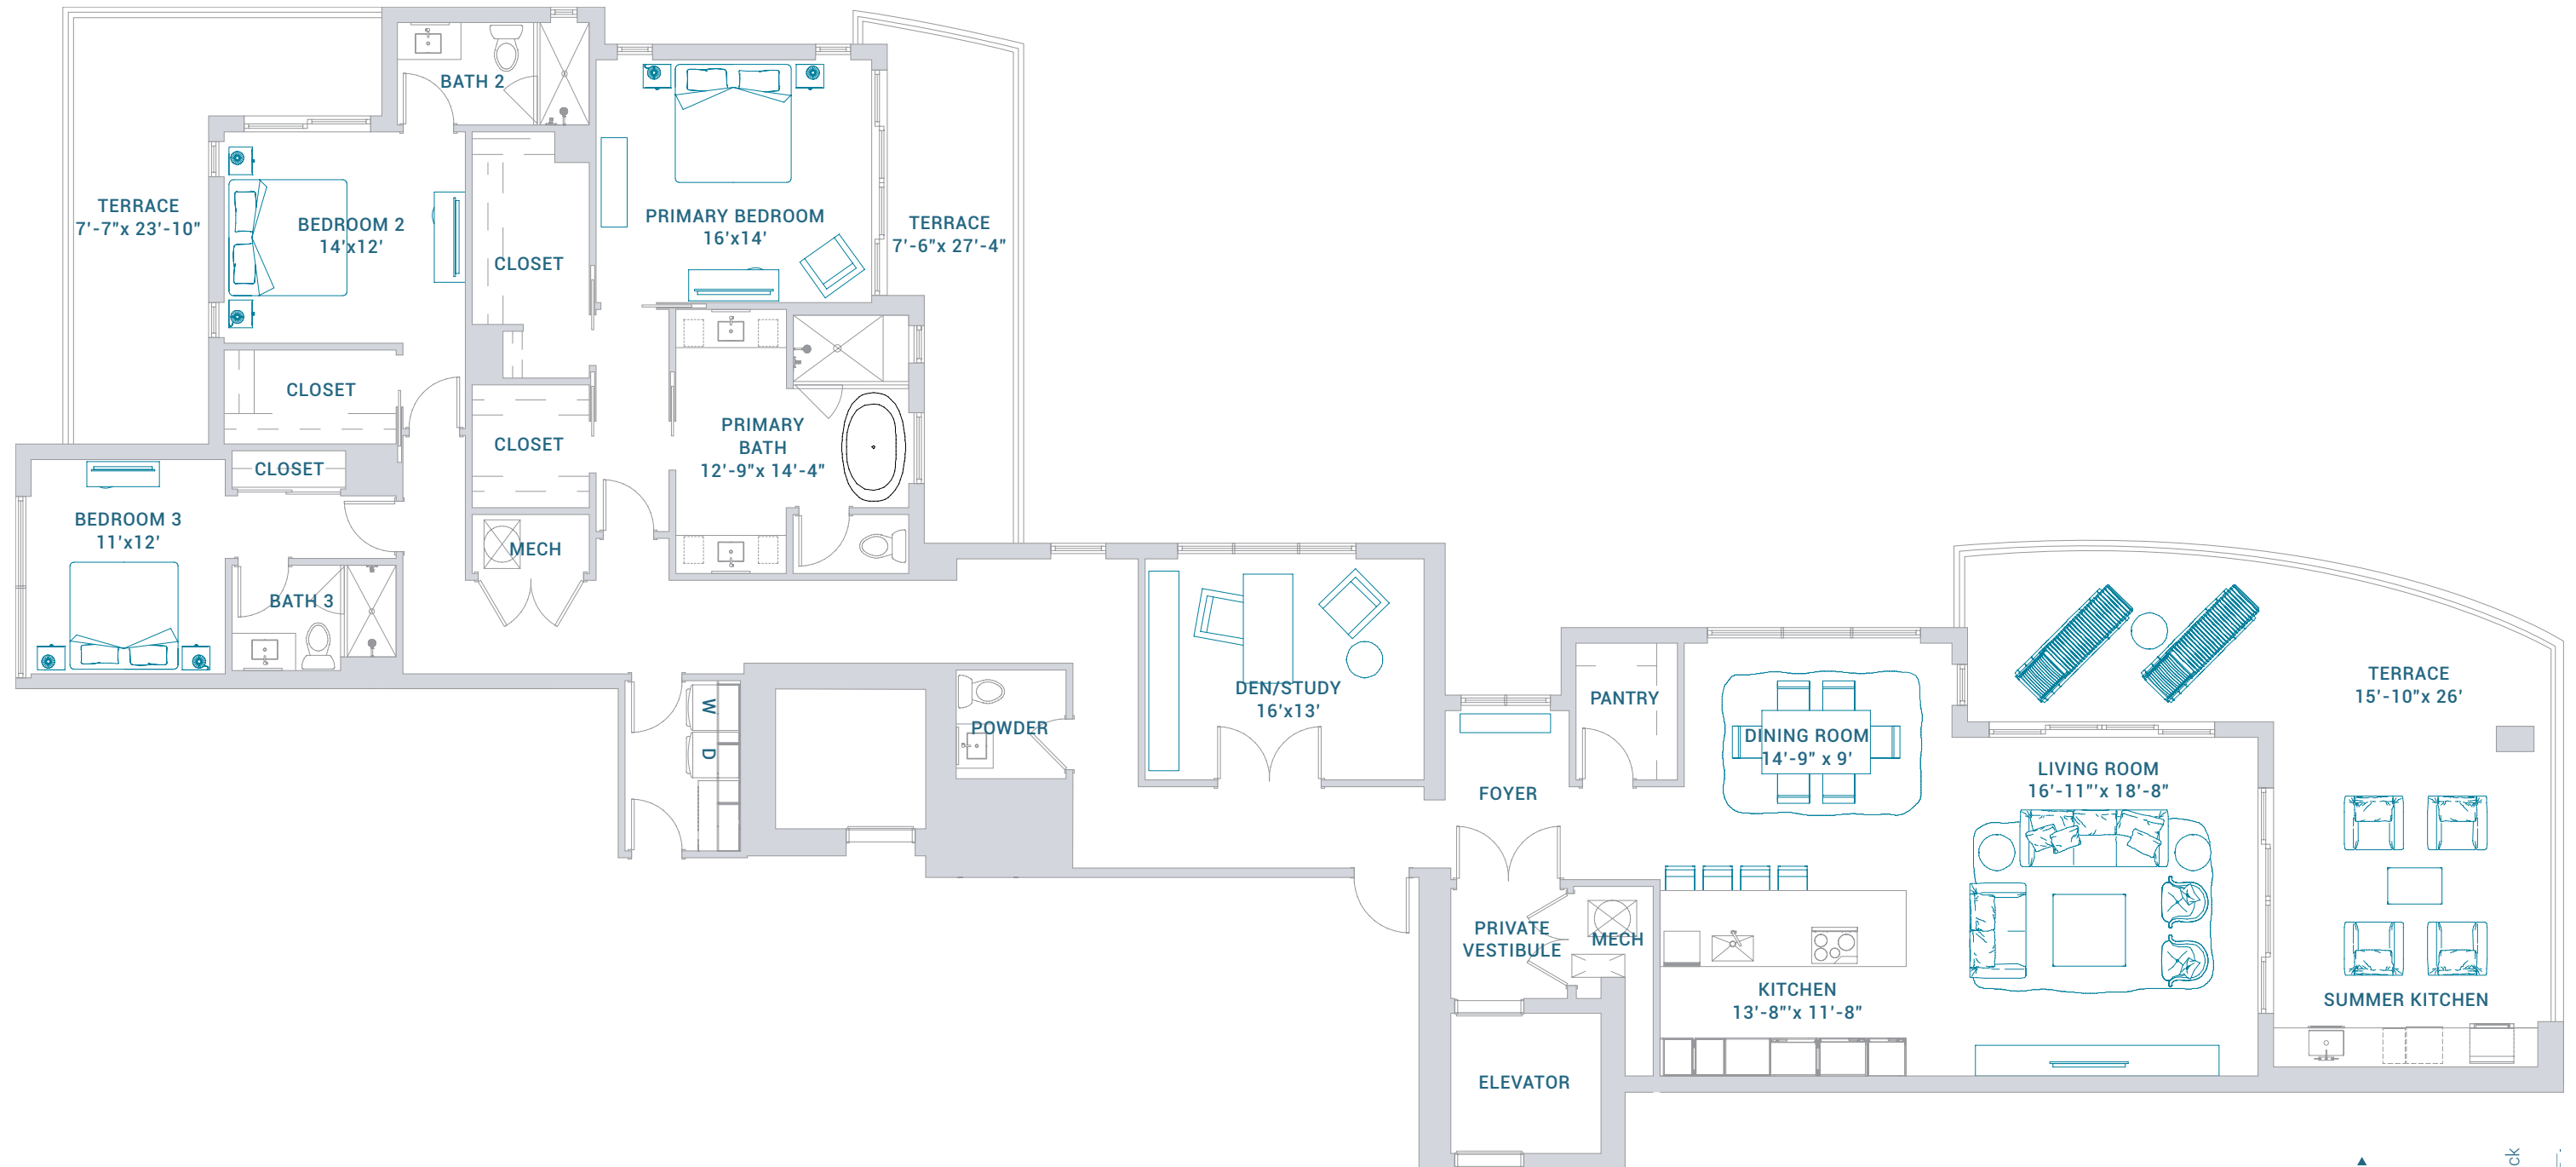 BATH 2
TERRACE
7'-7"x 23'-10"
BEDROOM 2
14'x12'
CLOSET
PRIMARY BEDROOM
16'x14'
TERRACE
7'-6"x 27'-4"
CLOSET
CLOSET
CLOSET
PRIMARY
BATH
12'-9"x 14'-4"
BEDROOM 3
11'x12'
MECH
BATH 3
W
D
POWDER
DEN/STUDY
16'x13'
FOYER
PANTRY
DINING ROOM
14'-9" x 9'
TERRACE
15'-10"x 26'
LIVING ROOM
16'-11"'x 18'-8"
PRIVATE
VESTIBULE
MECH
KITCHEN
13'-8"'x 11'-8"
SUMMER KITCHEN
ELEVATOR
ck